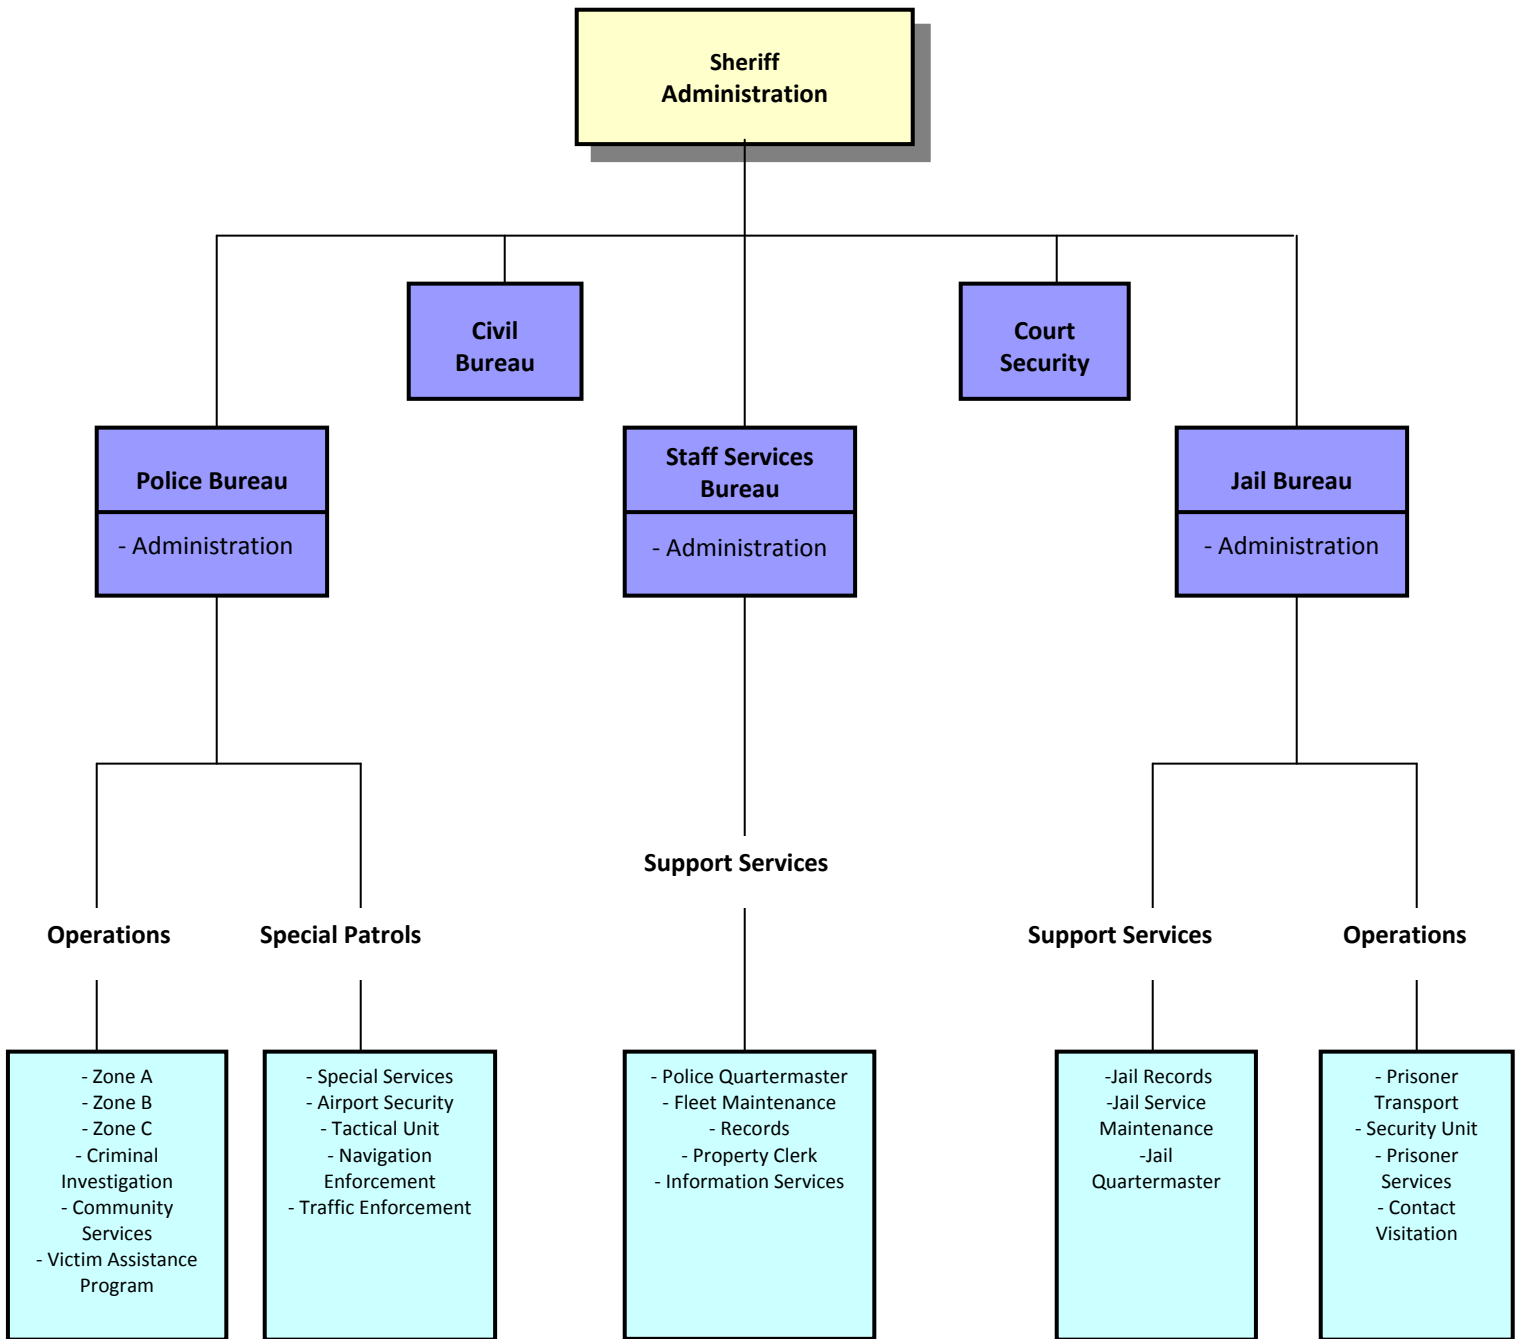 Sheriff
Administration
Civil
Bureau
Court
Security
Police Bureau
- Administration
Staff Services
Bureau
- Administration
Jail Bureau
- Administration
Support Services
Operations
Special Patrols
Support Services
Operations
- Zone A
- Zone B
- Zone C
- Criminal
Investigation
- Community
Services
- Victim Assistance
Program
- Special Services
- Airport Security
- Tactical Unit
- Navigation
Enforcement
- Traffic Enforcement
- Police Quartermaster
- Fleet Maintenance
- Records
- Property Clerk
- Information Services
-Jail Records
-Jail Service
Maintenance
-Jail
Quartermaster
- Prisoner
Transport
- Security Unit
- Prisoner
Services
- Contact
Visitation